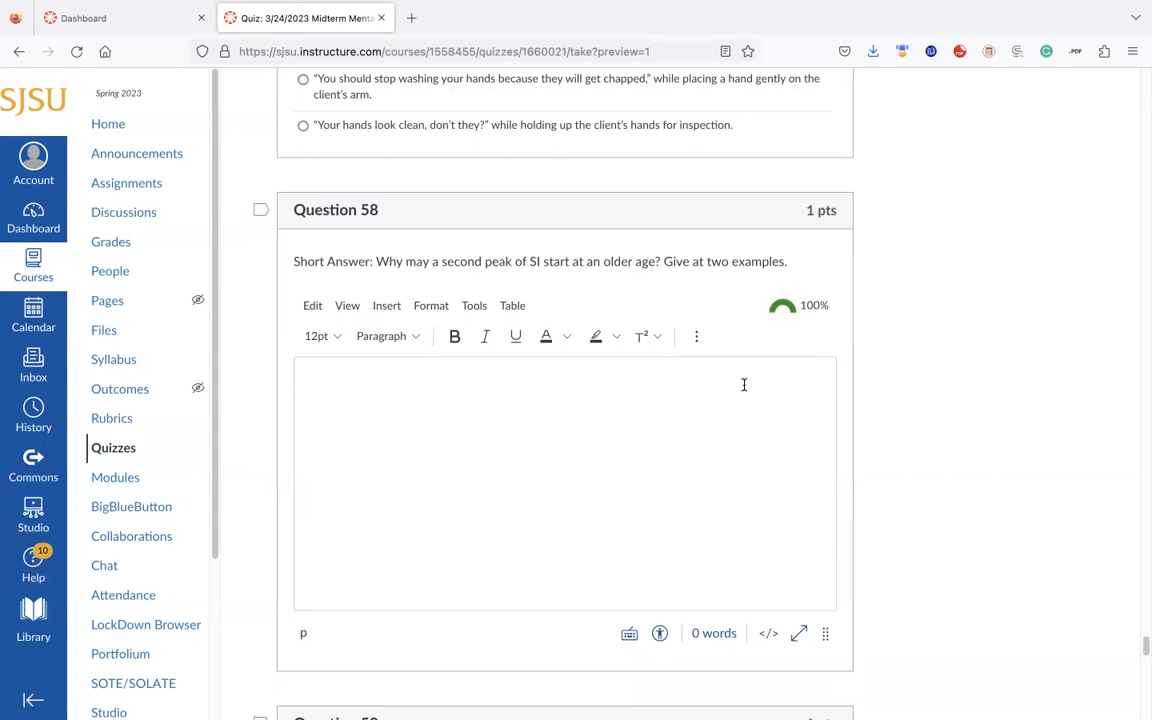 Dashboard
Quiz: 3/24/2023 Midterm Menta
https://sjsu.instructure.com/courses/1558455/quizzes/1660021/take?preview=1
.PDF
SJSU
Account
Dashboard
Courses
Calendar
Inbox
History
Commons
Studio
10
Help
Library
Spring 2023
Home
Announcements
Assignments
Discussions
Grades
People
Pages
Files
Syllabus
Outcomes
Rubrics
Quizzes
Modules
BigBlueButton
Collaborations
Chat
Attendance
LockDown Browser
Portfolium
SOTE/SOLATE
Studio
“You should stop washing your hands because they will get chapped,” while placing a hand gently on the
client’s arm.
“Your hands look clean, don’t they?” while holding up the client’s hands for inspection.
Question 58
1 pts
Short Answer: Why may a second peak of SI start at an older age? Give at two examples.
Edit View Insert Format Tools Table
100%
12pt Paragraph B I U A T²
p
0 words </>
Question 59